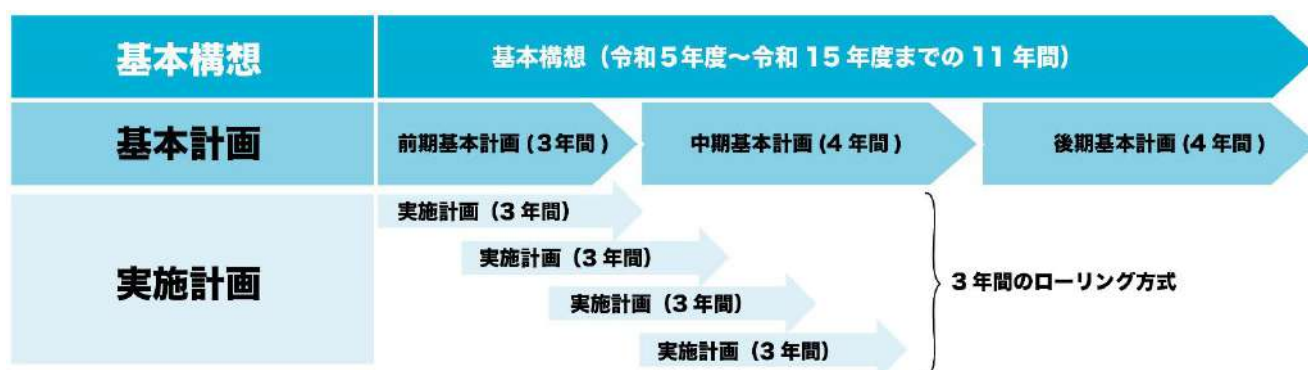 基本構想
基本構想（令和５年度～令和 15 年度までの 11 年間）
基本計画
前期基本計画 (３年間 )
中期基本計画 (４年間 )
後期基本計画 (４年間 )
実施計画
実施計画（３年間）
実施計画（３年間）
実施計画（３年間）
実施計画（３年間）
３年間のローリング方式